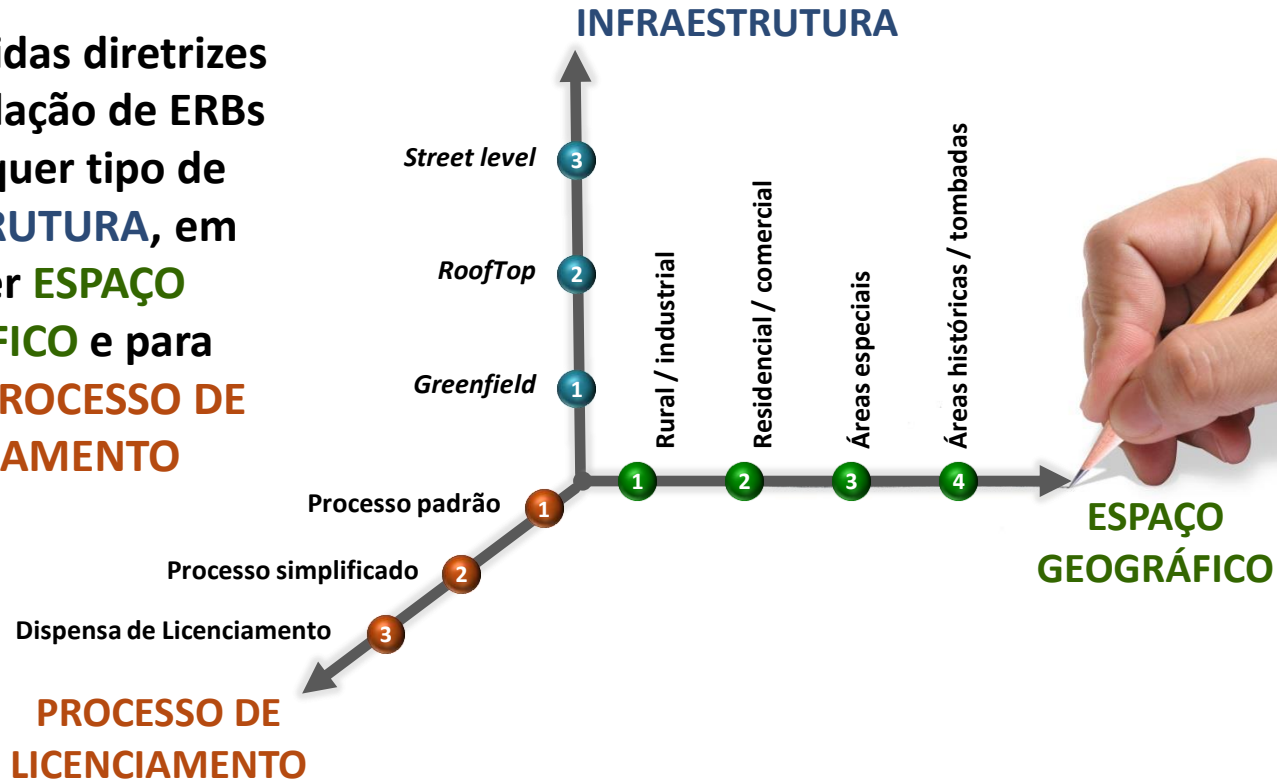 INFRAESTRUTURA
idas diretrizes
lação de ERBs
quer tipo de
RUTURA, em
er ESPAÇO
FICO e para
ROCESSO DE
AMENTO
Street level
3
RoofTop
2
Greenfield
1
Rural / industrial
Residencial / comercial
Áreas especiais
Áreas históricas / tombadas
1
2
3
4
ESPAÇO
GEOGRÁFICO
Processo padrão
1
Processo simplificado
2
Dispensa de Licenciamento
3
PROCESSO DE
LICENCIAMENTO